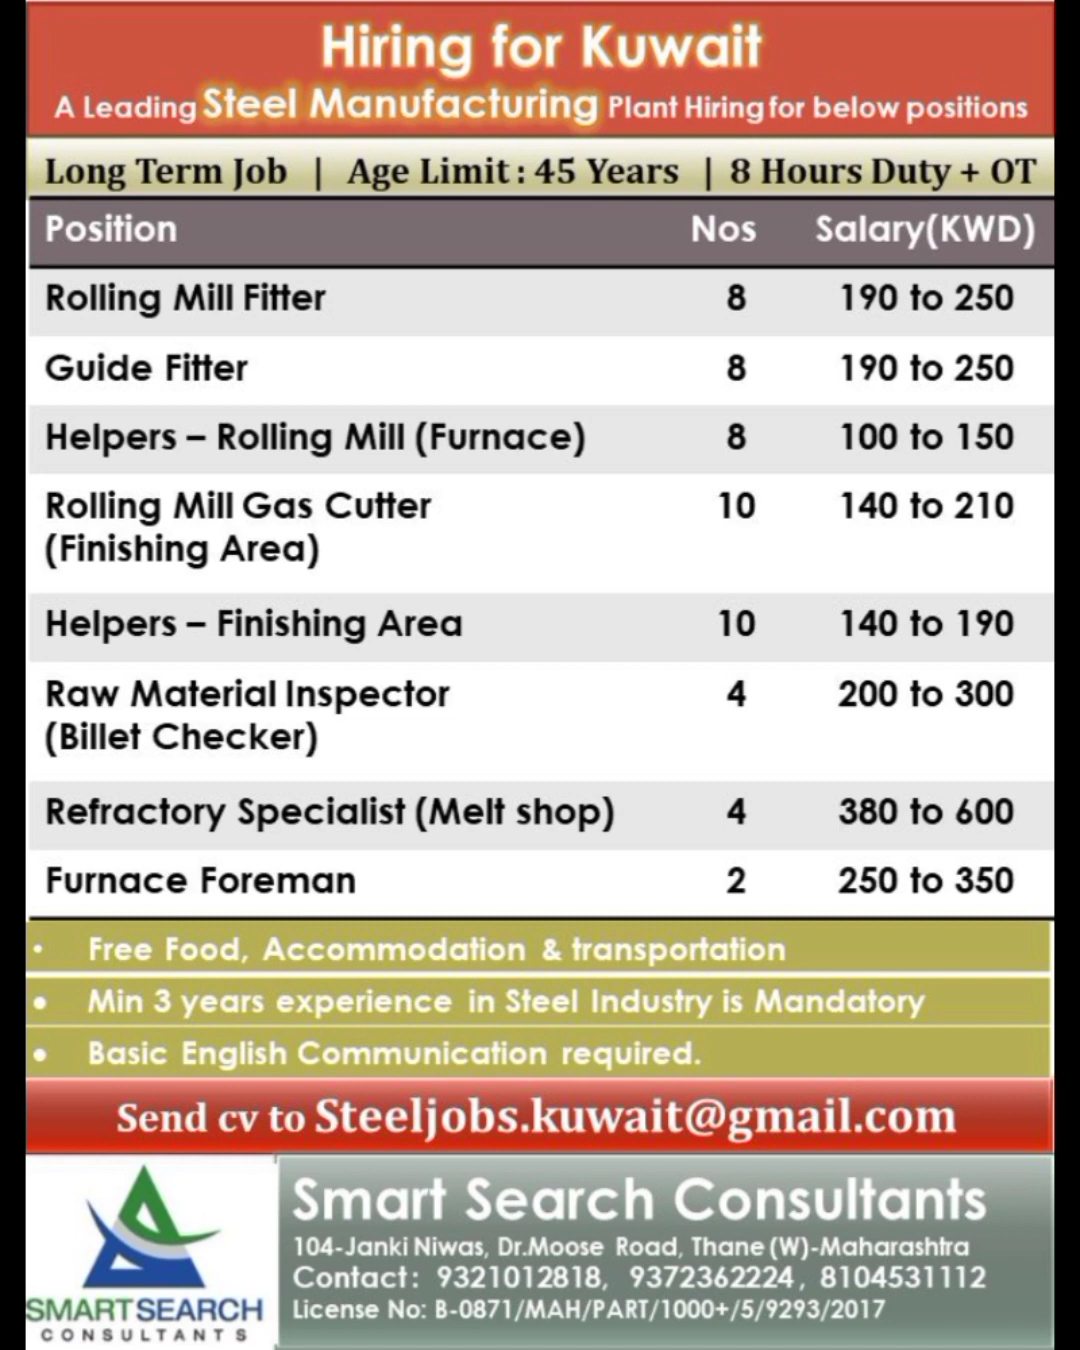 Hiring for Kuwait
A Leading Steel Manufacturing Plant Hiring for below positions
Long Term Job | Age Limit : 45 Years | 8 Hours Duty + OT
Position Nos Salary(KWD)
Rolling Mill Fitter 8 190 to 250
Guide Fitter 8 190 to 250
Helpers – Rolling Mill (Furnace) 8 100 to 150
Rolling Mill Gas Cutter 10 140 to 210
(Finishing Area)
Helpers – Finishing Area 10 140 to 190
Raw Material Inspector 4 200 to 300
(Billet Checker)
Refractory Specialist (Melt shop) 4 380 to 600
Furnace Foreman 2 250 to 350
• Free Food, Accommodation & transportation
• Min 3 years experience in Steel Industry is Mandatory
• Basic English Communication required.
Send cv to Steeljobs.kuwait@gmail.com
Smart Search Consultants
104-Janki Niwas, Dr.Moose Road, Thane (W)-Maharashtra
Contact: 9321012818, 9372362224, 8104531112
License No: B-0871/MAH/PART/1000+/5/9293/2017
SMARTSEARCH
CONSULTANTS